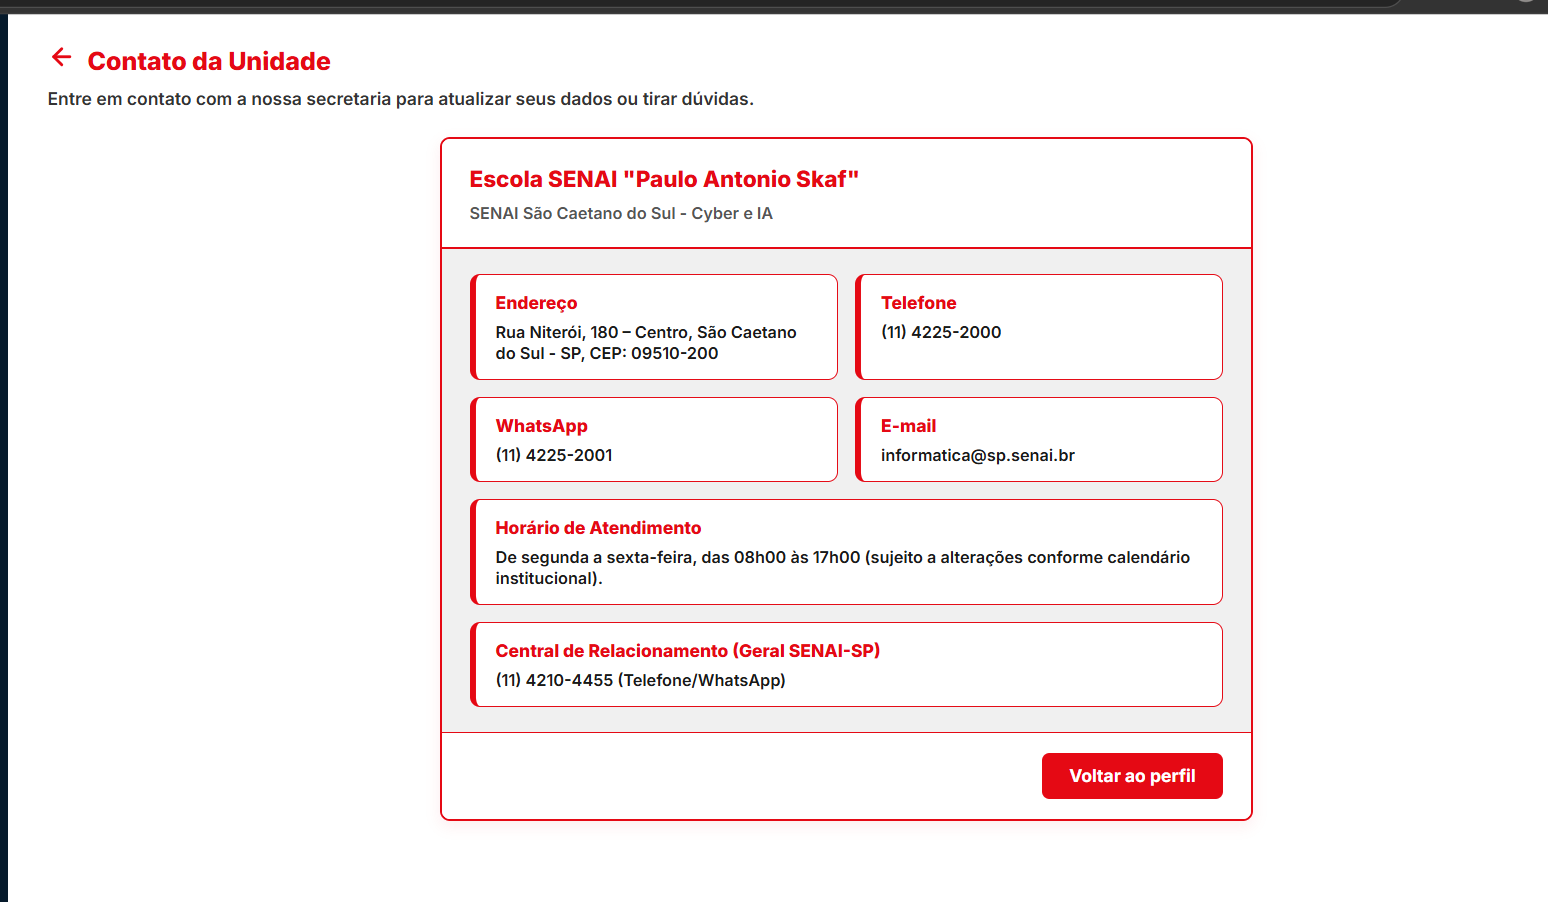 Contato da Unidade
Entre em contato com a nossa secretaria para atualizar seus dados ou tirar dúvidas.
Escola SENAI "Paulo Antonio Skaf"
SENAI São Caetano do Sul - Cyber e IA
Endereço
Rua Niterói, 180 – Centro, São Caetano
do Sul - SP, CEP: 09510-200
Telefone
(11) 4225-2000
WhatsApp
(11) 4225-2001
E-mail
informatica@sp.senai.br
Horário de Atendimento
De segunda a sexta-feira, das 08h00 às 17h00 (sujeito a alterações conforme calendário
institucional).
Central de Relacionamento (Geral SENAI-SP)
(11) 4210-4455 (Telefone/WhatsApp)
Voltar ao perfil